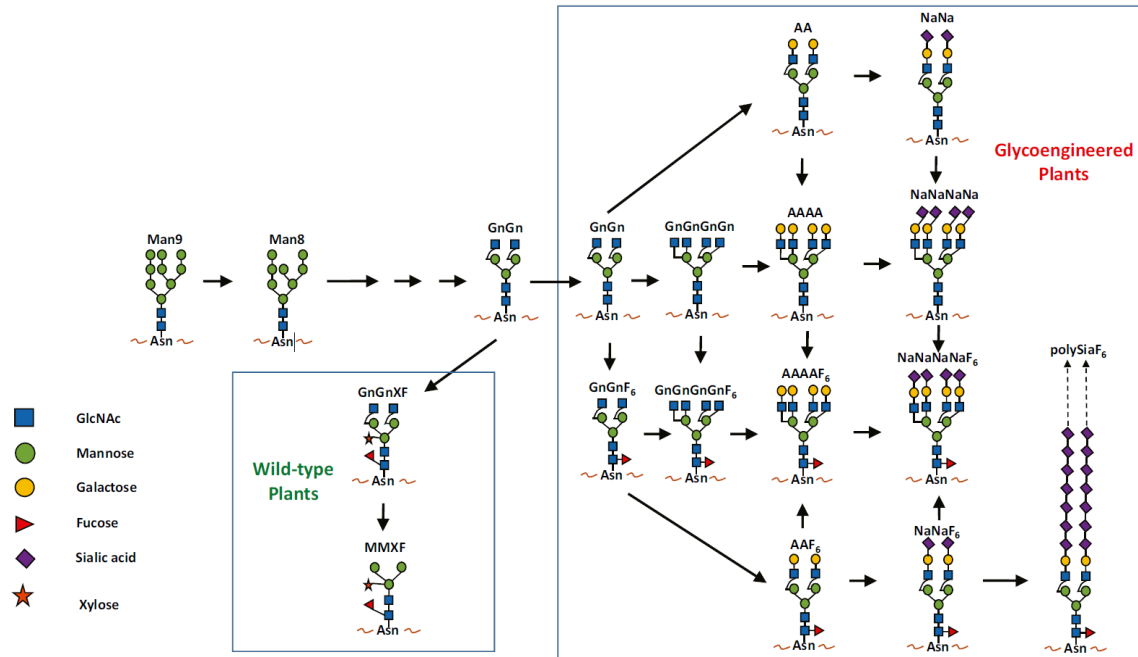 AA
NaNa
Asn
Asn
Glycoengineered
Plants
Man9
Man8
GnGn
GnGn
GnGnGnGn
AAAA
NaNaNaNa
Asn
Asn
Asn
Asn
Asn
Asn
Asn
GnGnXF
GnGnF6
GnGnGnGnF6
AAAAF6
NaNaNaNaF6
polySiaF6
Asn
Asn
Asn
Asn
Asn
Wild-type
Plants
MMXF
AAF6
NaNaF6
Asn
Asn
Asn
Asn
GlcNAc
Mannose
Galactose
Fucose
Sialic acid
Xylose